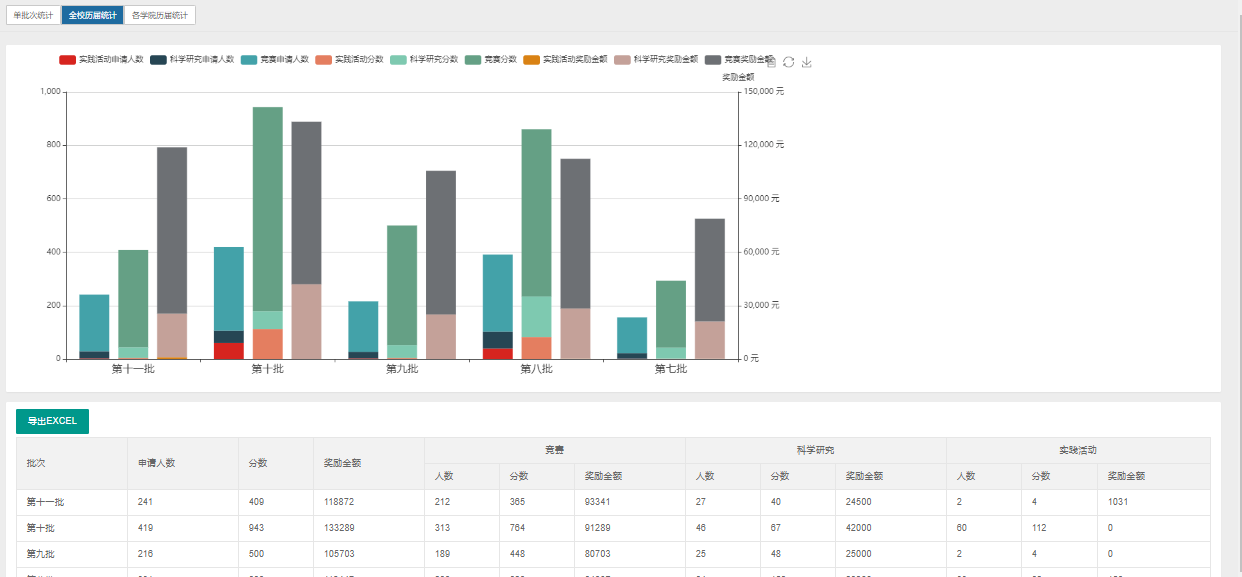 单批次统计 全校历届统计 各学院历届统计
实践活动申请人数 科学研究申请人数 竞赛申请人数 实践活动分数 科学研究分数 竞赛分数 实践活动奖励金额 科学研究奖励金额 竞赛奖励金额
奖励金额
1,000 150,000 元
800 120,000 元
600 90,000 元
400 60,000 元
200 30,000 元
0 0 元
第十一批 第十批 第九批 第八批 第七批
导出EXCEL
批次 申请人数 分数 奖励金额 竞赛 科学研究 实践活动
人数 分数 奖励金额 人数 分数 奖励金额 人数 分数 奖励金额
第十一批 241 409 118872 212 365 93341 27 40 24500 2 4 1031
第十批 419 943 133289 313 764 91289 46 67 42000 60 112 0
第九批 216 500 105703 189 448 80703 25 48 25000 2 4 0